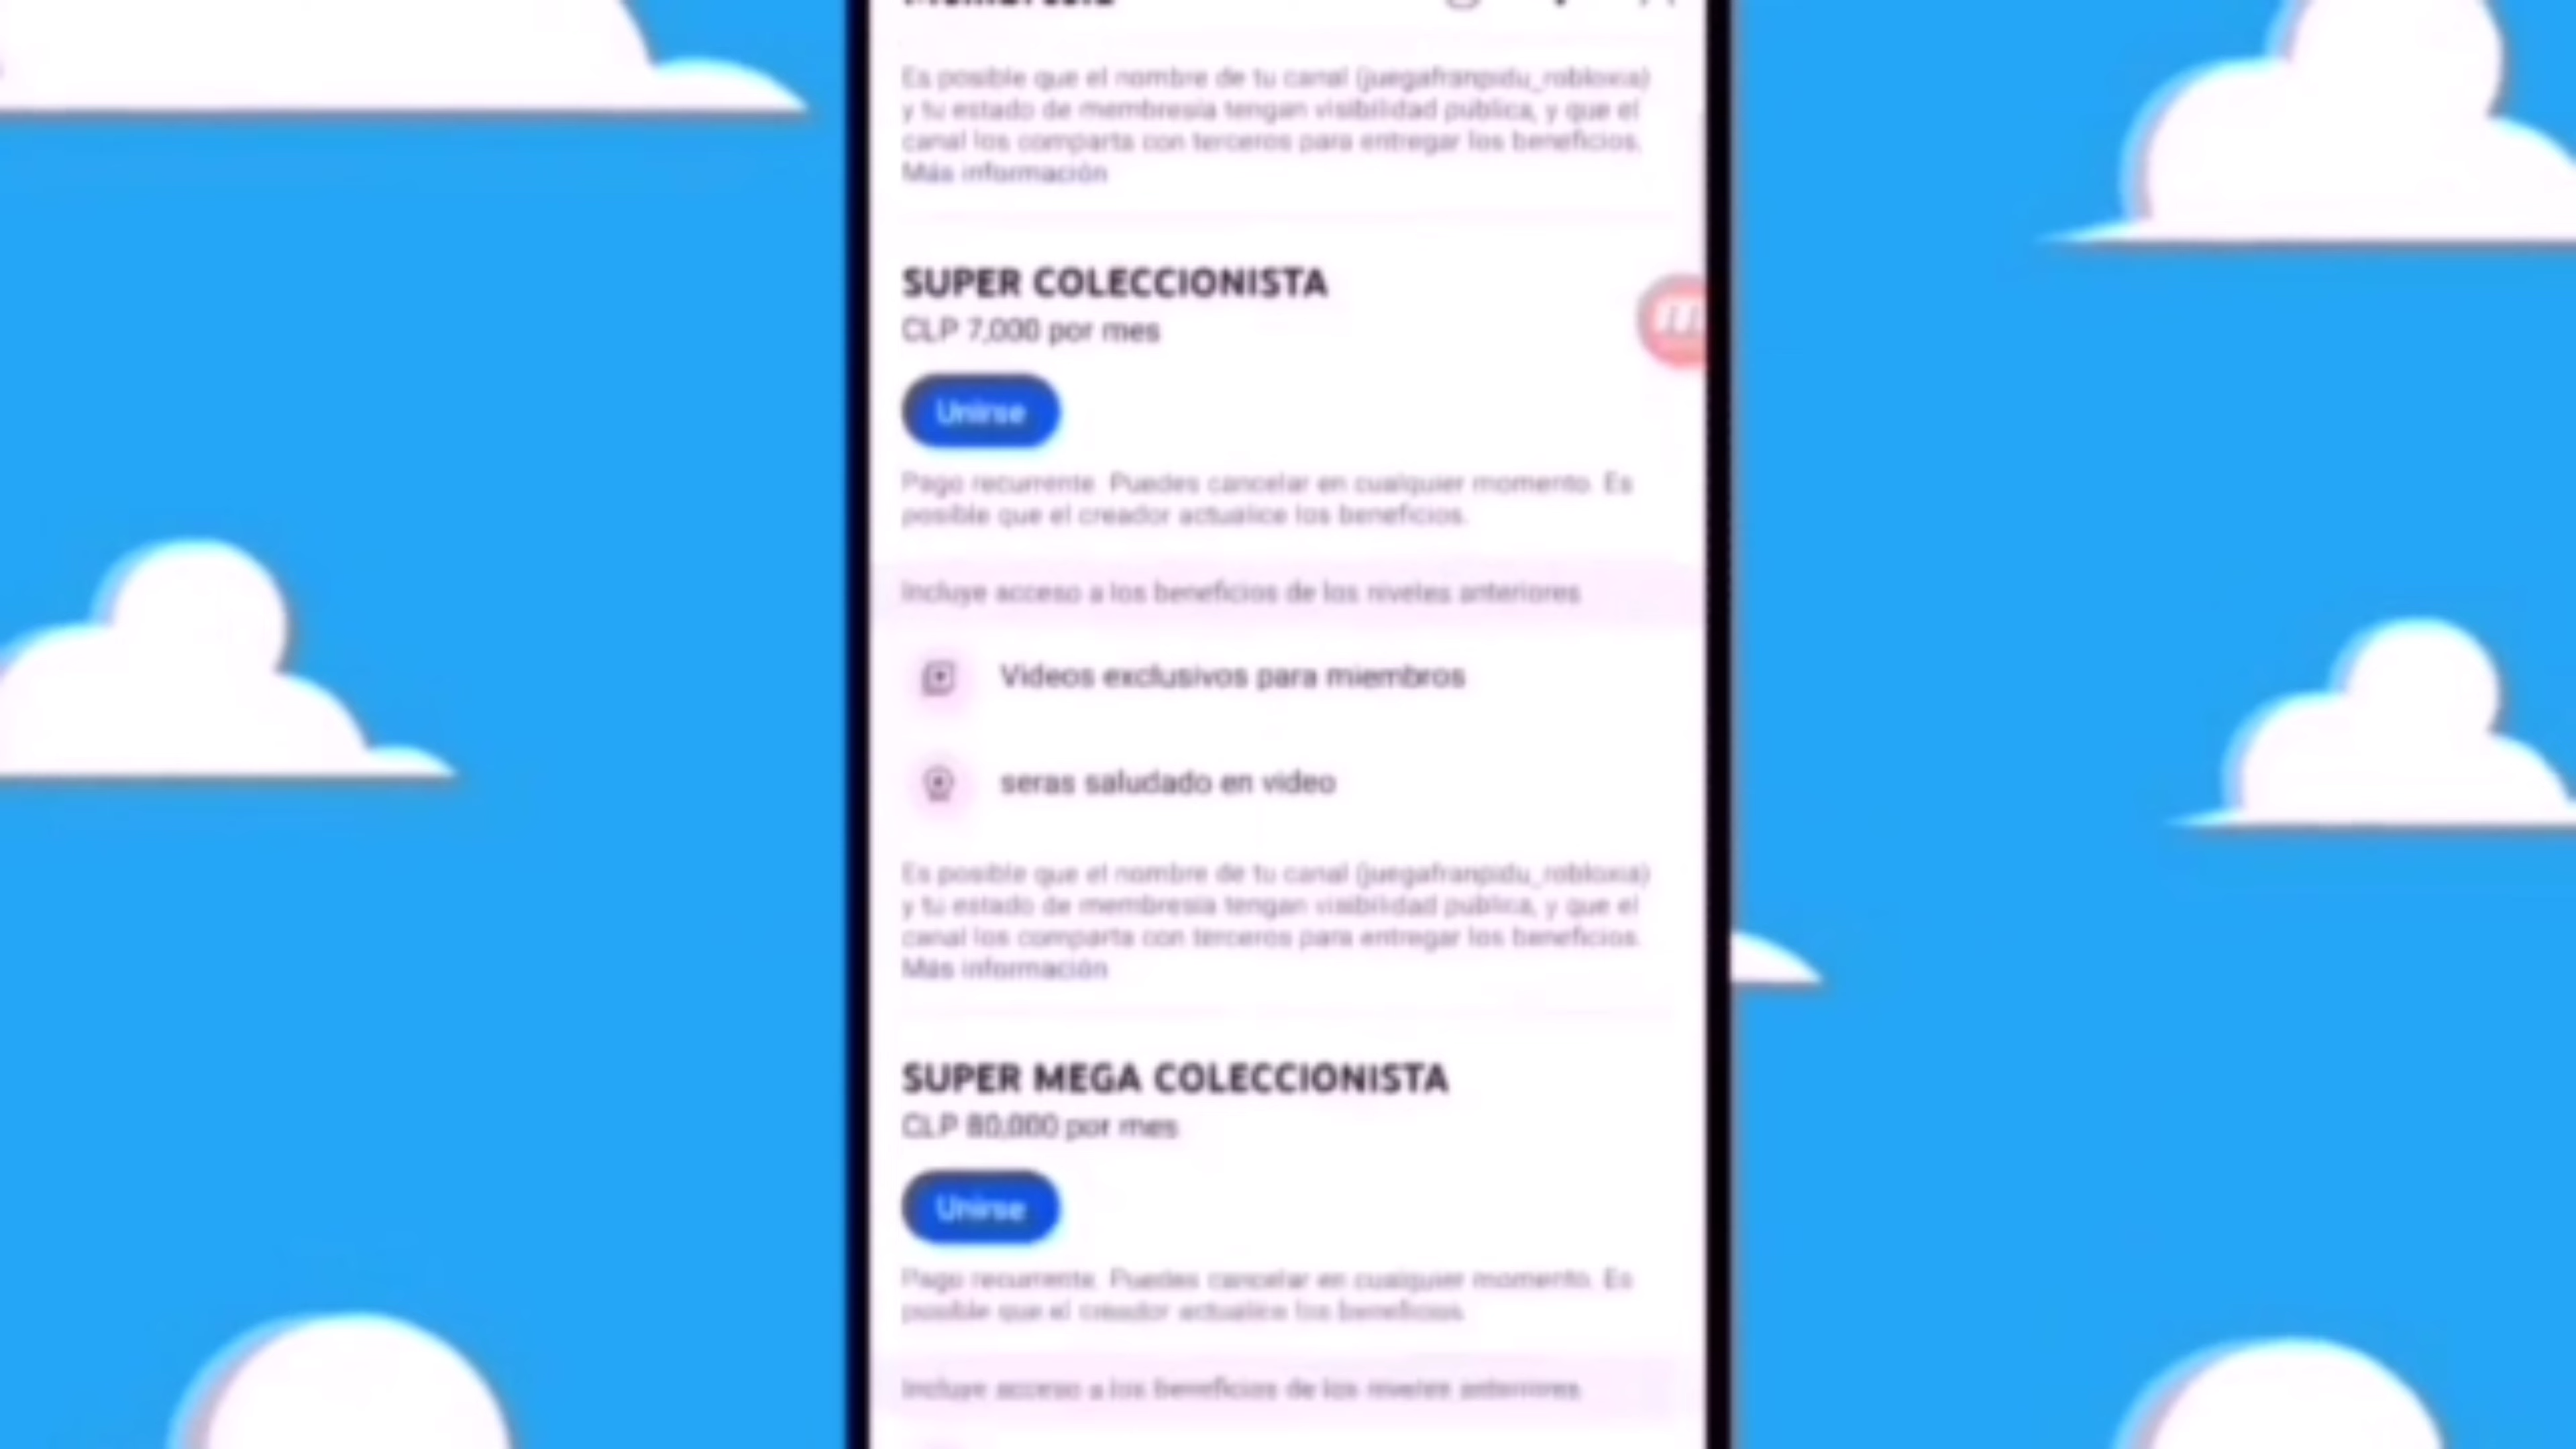 Es posible que el nombre de tu canal (juegafranpidu_robloxia)
y tu estado de membresía tengan visibilidad pública, y que el
canal los comparta con terceros para entregar los beneficios.
Más información
SUPER COLECCIONISTA
CLP 7,000 por mes
Unirse
Pago recurrente. Puedes cancelar en cualquier momento. Es
posible que el creador actualice los beneficios.
Incluye acceso a los beneficios de los niveles anteriores
Videos exclusivos para miembros
seras saludado en video
Es posible que el nombre de tu canal (juegafranpidu_robloxia)
y tu estado de membresía tengan visibilidad pública, y que el
canal los comparta con terceros para entregar los beneficios.
Más información
SUPER MEGA COLECCIONISTA
CLP 80,000 por mes
Unirse
Pago recurrente. Puedes cancelar en cualquier momento. Es
posible que el creador actualice los beneficios.
Incluye acceso a los beneficios de los niveles anteriores